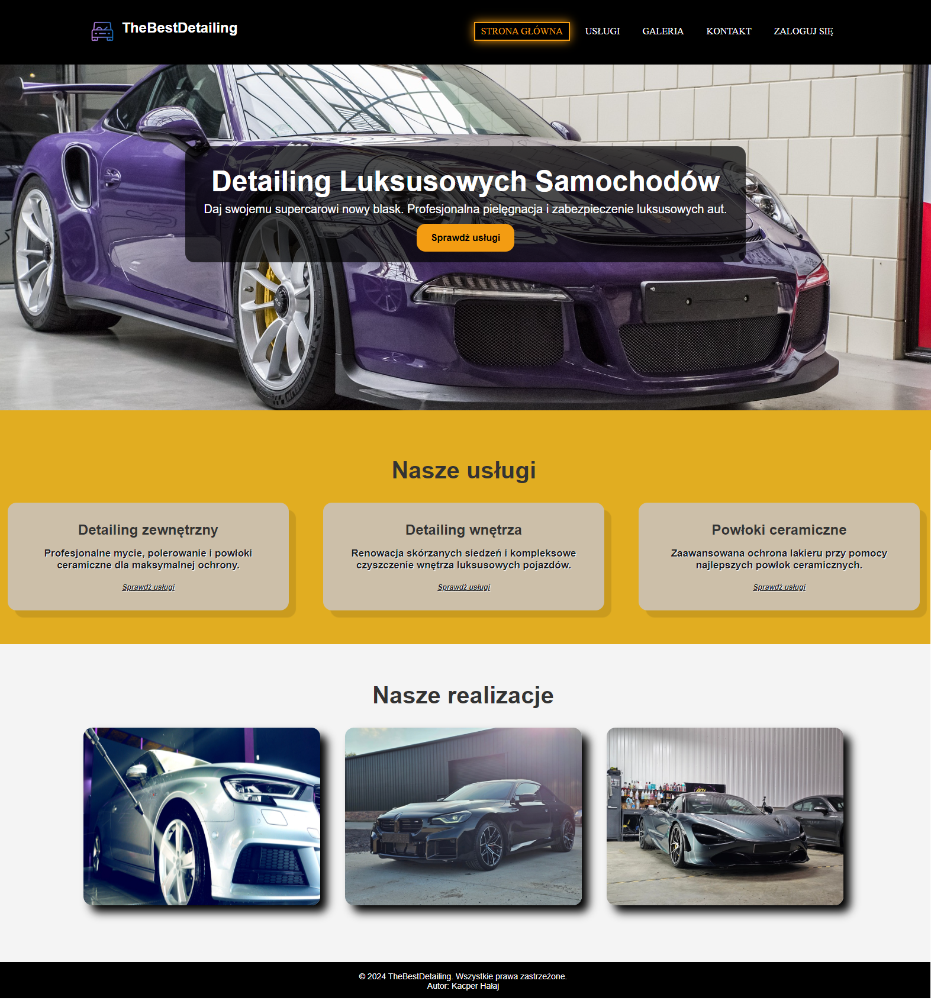 TheBestDetailing
STRONA GŁÓWNA
USŁUGI
GALERIA
KONTAKT
ZALOGUJ SIĘ
Detailing Luksusowych Samochodów
Daj swojemu supercarowi nowy blask. Profesjonalna pielęgnacja i zabezpieczenie luksusowych aut.
Sprawdź usługi
Nasze usługi
Detailing zewnętrzny
Profesjonalne mycie, polerowanie i powłoki
ceramiczne dla maksymalnej ochrony.
Sprawdź usługi
Detailing wnętrza
Renowacja skórzanych siedzeń i kompleksowe
czyszczenie wnętrza luksusowych pojazdów.
Sprawdź usługi
Powłoki ceramiczne
Zaawansowana ochrona lakieru przy pomocy
najlepszych powłok ceramicznych.
Sprawdź usługi
Nasze realizacje
© 2024 TheBestDetailing. Wszystkie prawa zastrzeżone.
Autor: Kacper Hałaj